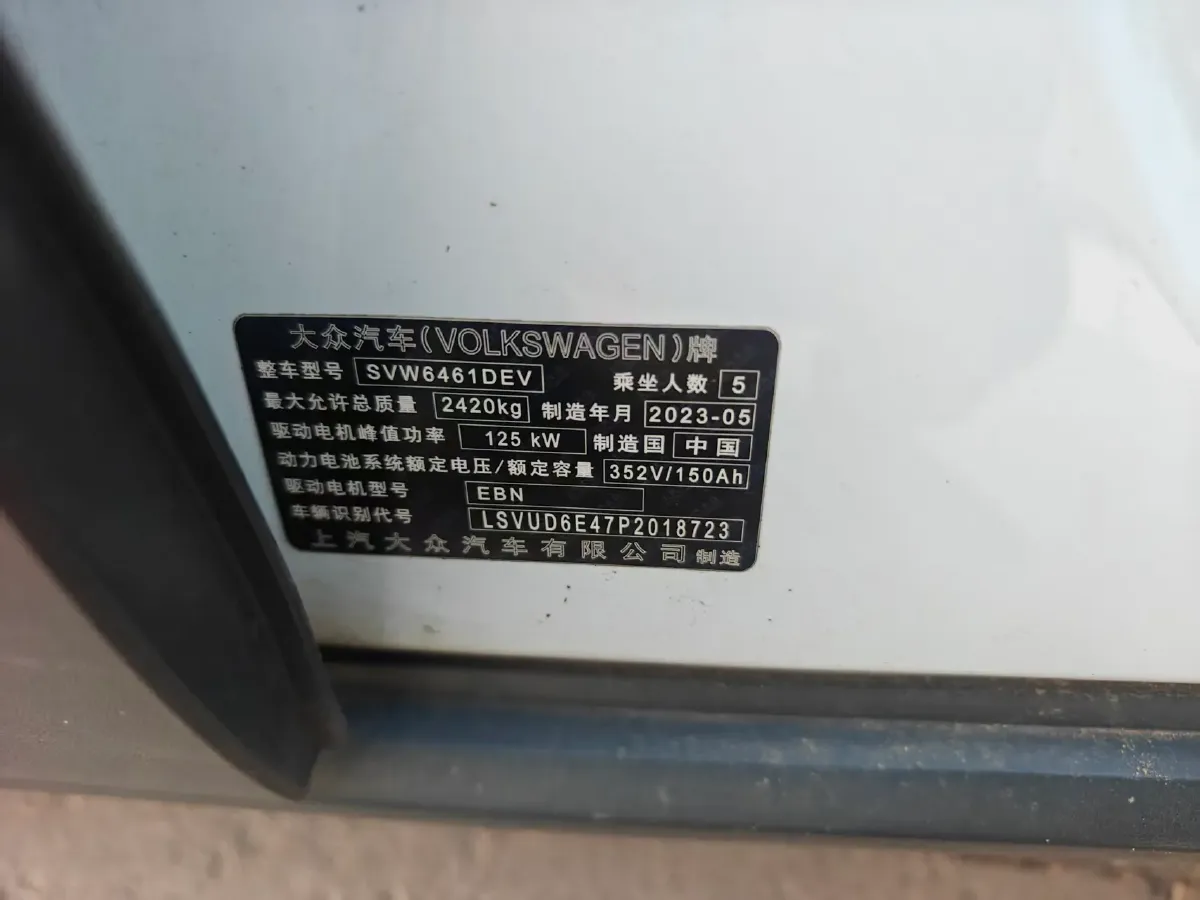 大众汽车(VOLKSWAGEN)牌
整车型号 SVW6461DEV 乘坐人数 5
最大允许总质量 2420kg 制造年月 2023-05
驱动电机峰值功率 125 kW 制造国 中国
动力电池系统额定电压/额定容量 352V/150Ah
驱动电机型号 EBN
车辆识别代号 LSVUD6E47P2018723
上汽大众汽车有限公司 制造